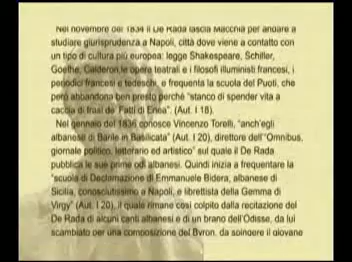 Nel novembre del 1834 il De Rada lascia Macchia per andare a
studiare giurisprudenza a Napoli, città dove viene a contatto con
un tipo di cultura più europea: legge Shakespeare, Schiller,
Goethe, Calderon,le opere teatrali e i filosofi illuministi francesi, i
periodici francesi e tedeschi, e frequenta la scuola del Puoti, che
però abbandona ben presto perché "stanco di spender vita a
caccia di frasi de' Fatti di Enea". (Aut. I 18).
Nel gennaio del 1836 conosce Vincenzo Torelli, "anch'egli
albanese di Barile in Basilicata" (Aut. I 20), direttore dell'"Omnibus,
giornale politico, letterario ed artistico" sul quale il De Rada
pubblica le sue prime odi albanesi. Quindi inizia a frequentare la
"scuola di Declamazione di Emmanuele Bidera, albanese di
Sicilia, conosciutissimo a Napoli, e librettista della Gemma di
Virgy" (Aut. I 20), il quale rimane così colpito dalla recitazione del
De Rada di alcuni canti albanesi e di un brano dell'Odisse, da lui
scambiato per una composizione del Byron, da spingere il giovane